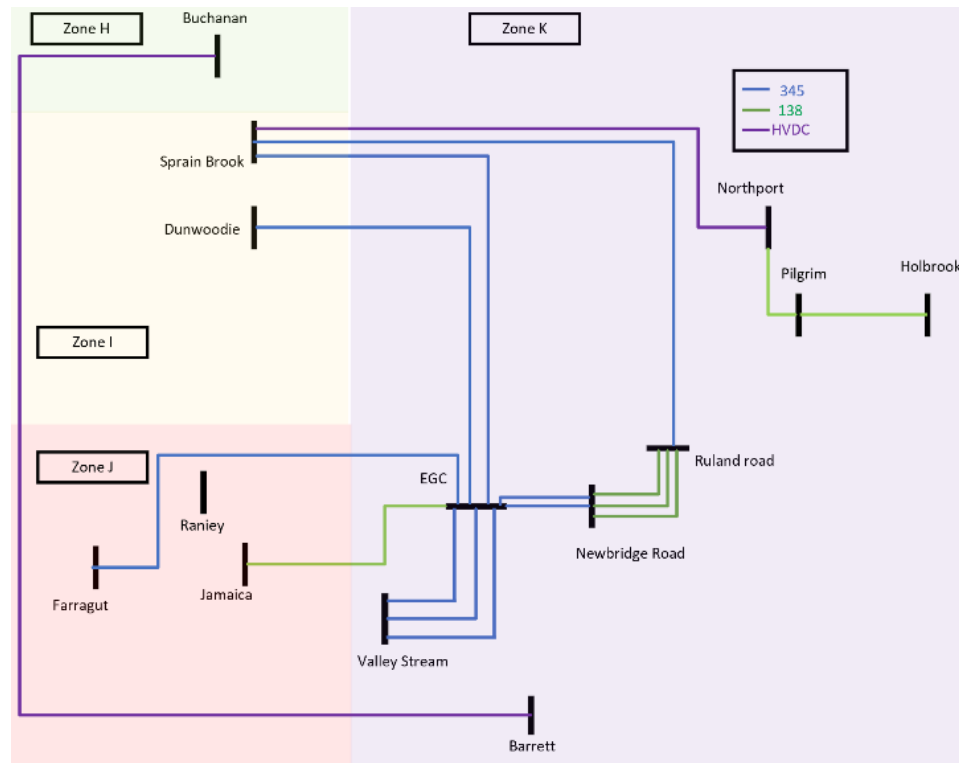 Zone H
Buchanan
Zone K
345
138
HVDC
Sprain Brook
Northport
Dunwoodie
Pilgrim
Holbrook
Zone I
Zone J
EGC
Ruland road
Raniey
Newbridge Road
Jamaica
Farragut
Valley Stream
Barrett